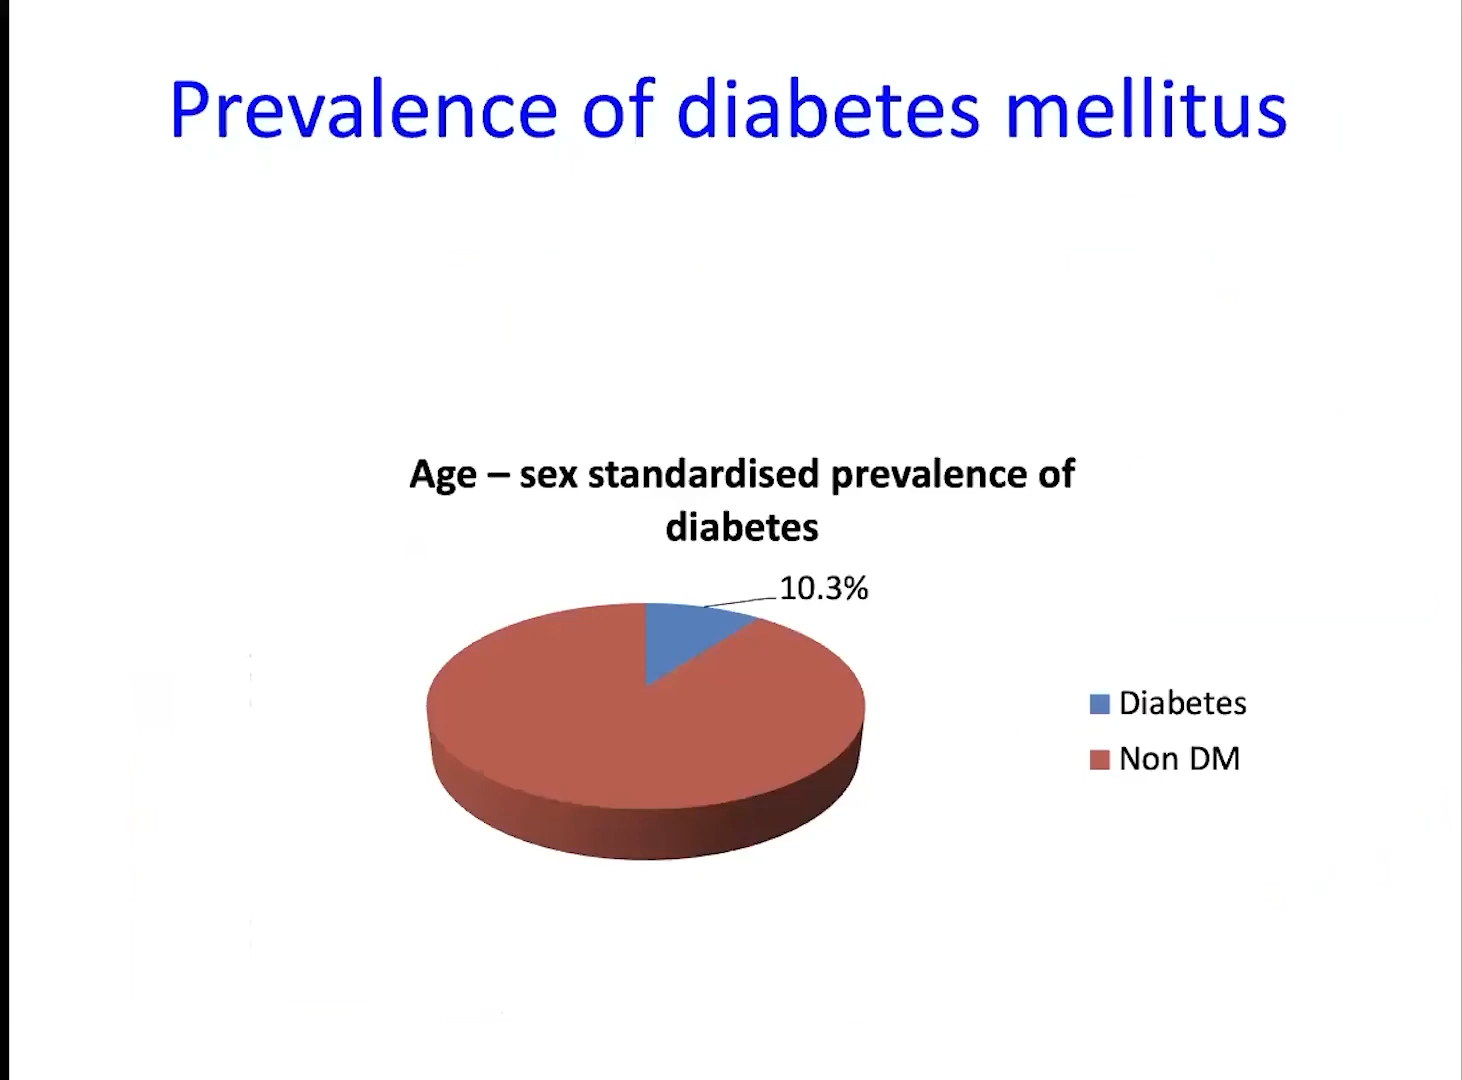 Prevalence of diabetes mellitus
Age – sex standardised prevalence of
diabetes
10.3%
Diabetes
Non DM